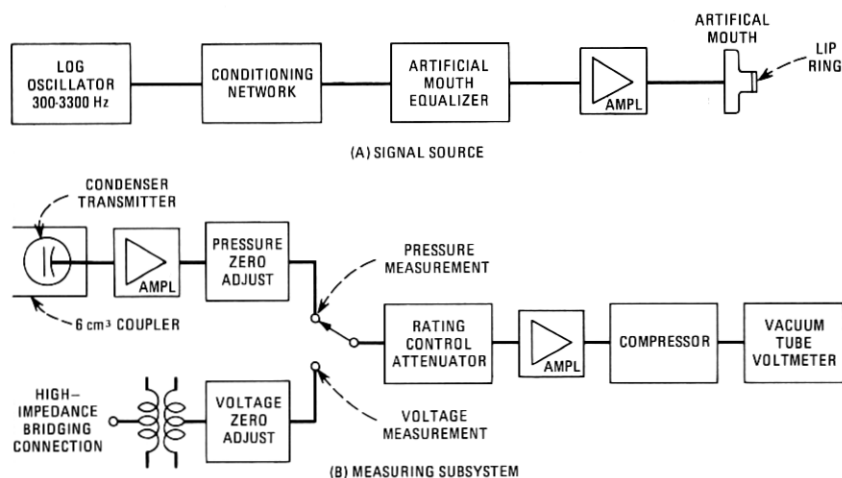 LOG
OSCILLATOR
300-3300 Hz
CONDITIONING
NETWORK
ARTIFICIAL
MOUTH
EQUALIZER
AMPL
ARTIFICAL
MOUTH
LIP
RING
(A) SIGNAL SOURCE
CONDENSER
TRANSMITTER
AMPL
6 cm³ COUPLER
PRESSURE
ZERO
ADJUST
PRESSURE
MEASUREMENT
RATING
CONTROL
ATTENUATOR
AMPL
COMPRESSOR
VACUUM
TUBE
VOLTMETER
HIGH–
IMPEDANCE
BRIDGING
CONNECTION
VOLTAGE
ZERO
ADJUST
VOLTAGE
MEASUREMENT
(B) MEASURING SUBSYSTEM